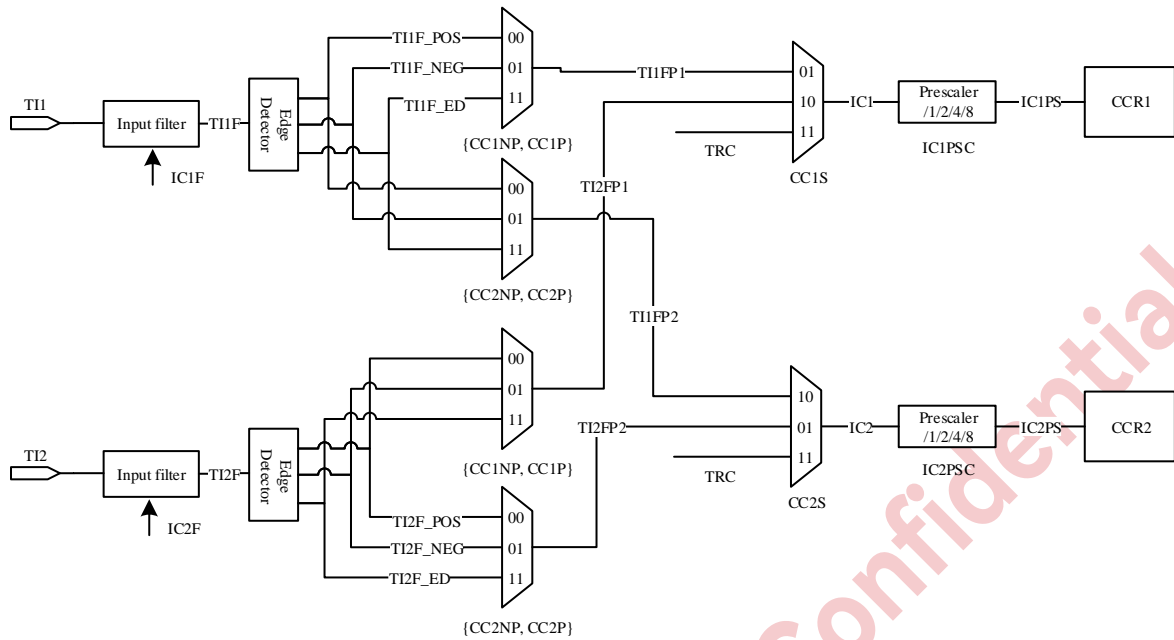 TI1F_POS
00
TI1F_NEG
01
TI1FP1
01
TI1
Edge
Detector
TI1F_ED
11
10
IC1
Prescaler
/1/2/4/8
IC1PS
CCR1
Input filter
TI1F
{CC1NP, CC1P}
TRC
11
IC1PSC
IC1F
CC1S
00
TI2FP1
01
11
{CC2NP, CC2P}
TI1FP2
00
01
11
10
TI2FP2
01
IC2
Prescaler
/1/2/4/8
IC2PS
CCR2
TI2
Edge
Detector
{CC1NP, CC1P}
TRC
11
IC2PSC
Input filter
TI2F
CC2S
IC2F
TI2F_POS
00
TI2F_NEG
01
TI2F_ED
11
{CC2NP, CC2P}
Confidential